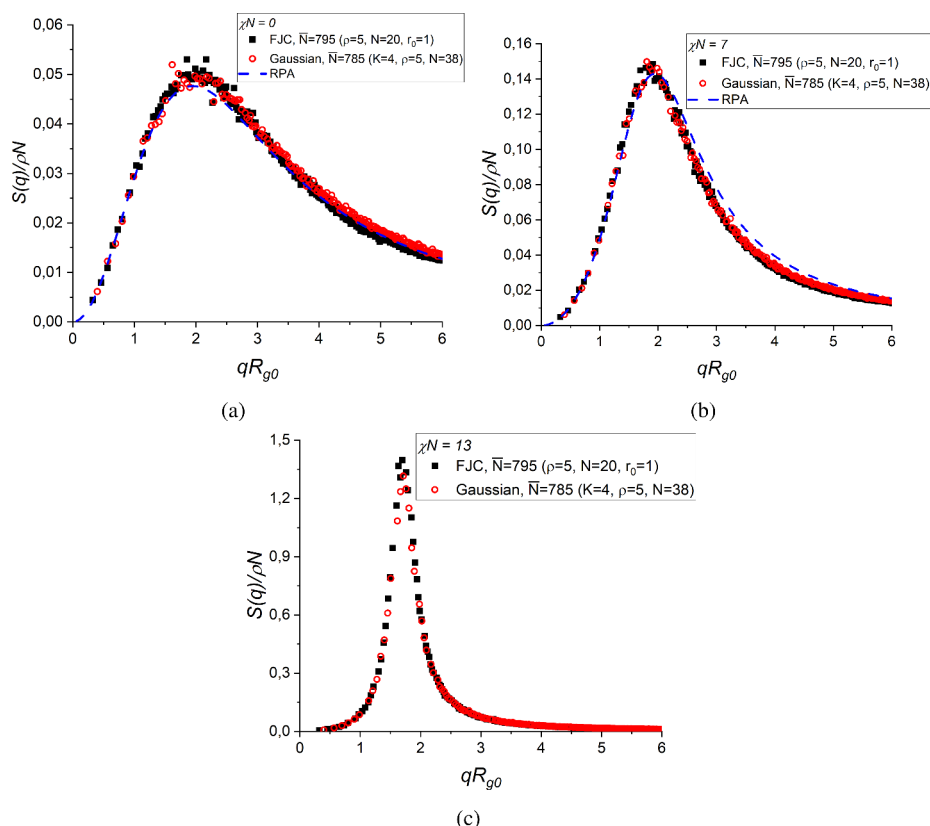 χN = 0
FJC, N̅=795 (ρ=5, N=20, r₀=1)
Gaussian, N̅=785 (K=4, ρ=5, N=38)
RPA
S(q)/ρN
0,06
0,05
0,04
0,03
0,02
0,01
0,00
0 1 2 3 4 5 6
qR_g0
(a)
χN = 7
FJC, N̅=795 (ρ=5, N=20, r₀=1)
Gaussian, N̅=785 (K=4, ρ=5, N=38)
RPA
S(q)/ρN
0,16
0,14
0,12
0,10
0,08
0,06
0,04
0,02
0,00
0 1 2 3 4 5 6
qR_g0
(b)
χN = 13
FJC, N̅=795 (ρ=5, N=20, r₀=1)
Gaussian, N̅=785 (K=4, ρ=5, N=38)
S(q)/ρN
1,5
1,2
0,9
0,6
0,3
0,0
0 1 2 3 4 5 6
qR_g0
(c)